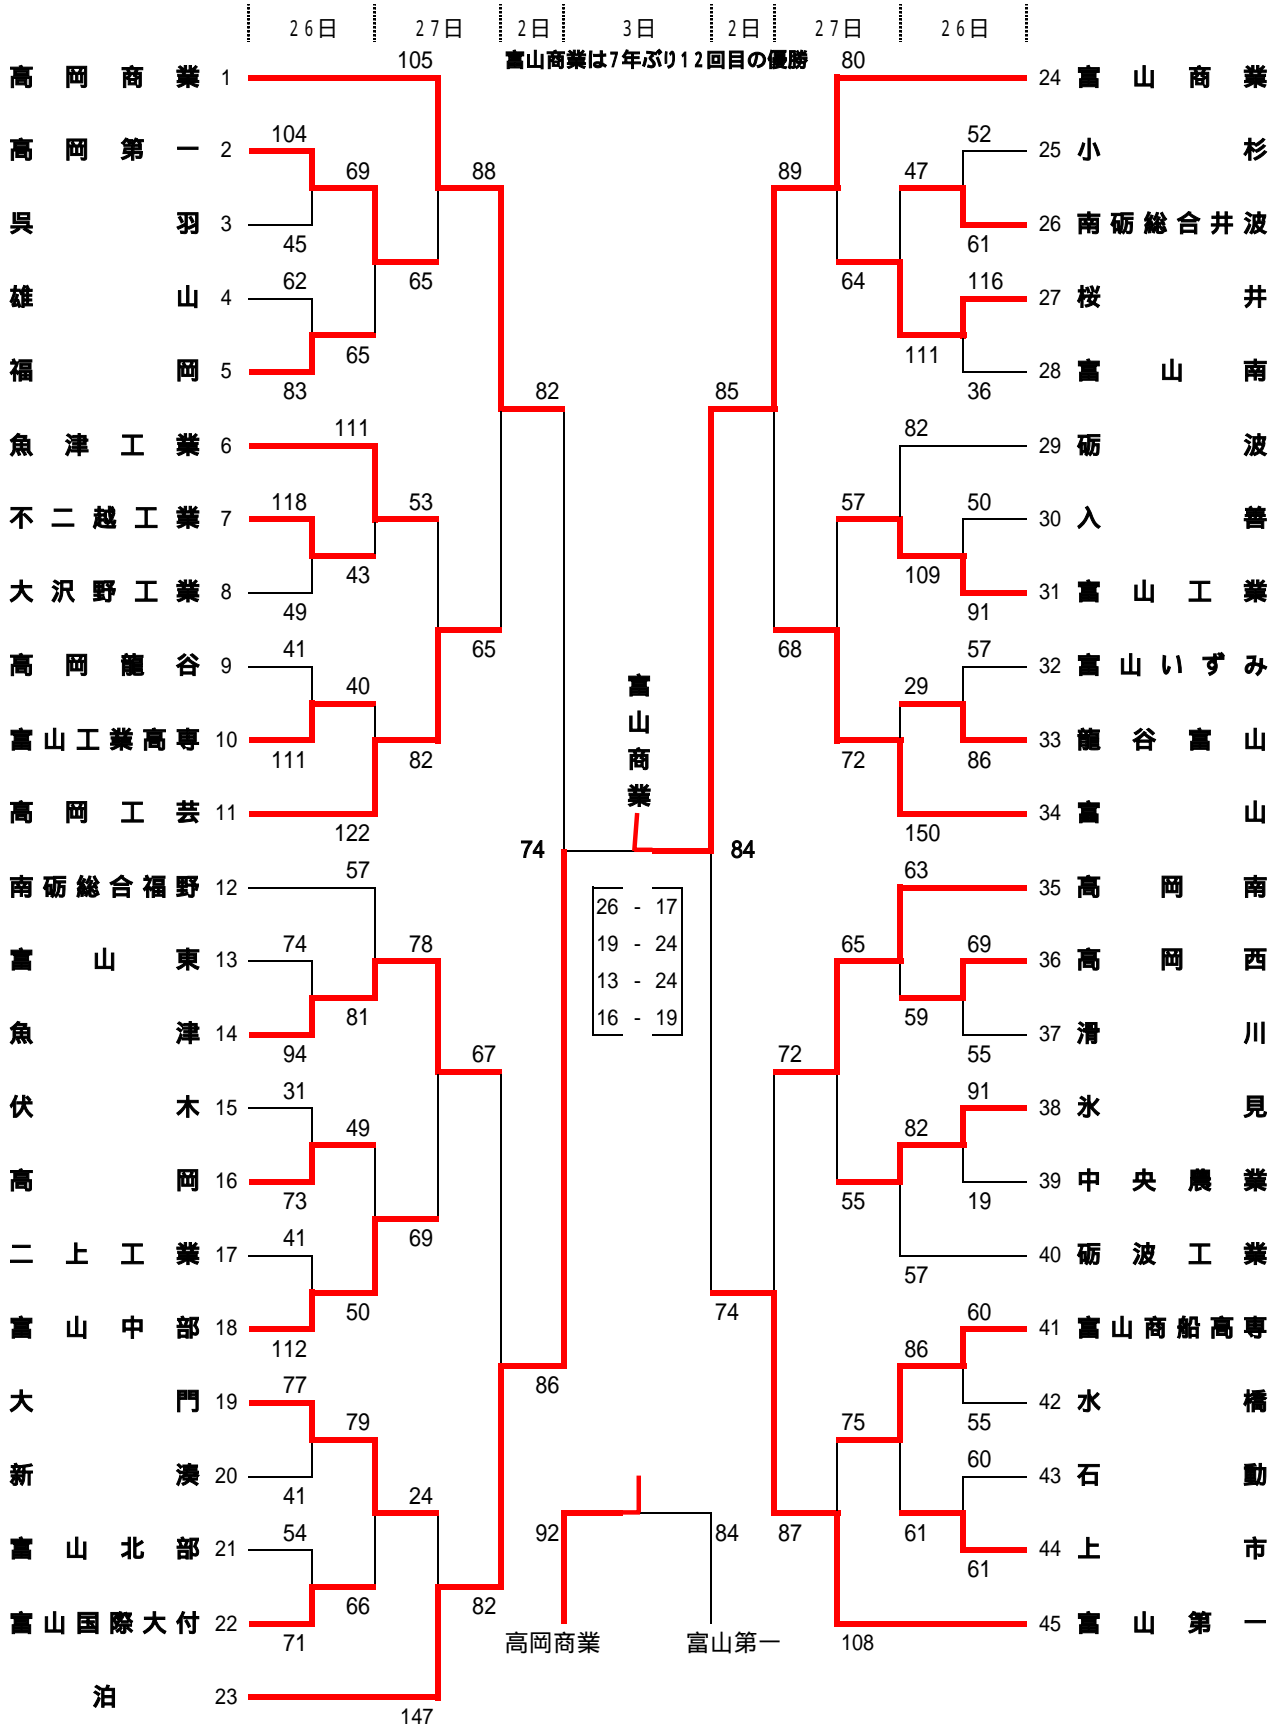 26日 27日 2日 3日 2日 27日 26日
富山商業は7年ぶり12回目の優勝
105 80
高岡商業 1 24 富山商業
104 52
高岡第一 2 25 小杉
69 88 89 47
呉羽 3 26 南砺総合井波
45 61
62 65 64 116
雄山 4 27 桜井
65 111
福岡 5 28 富山南
83 82 85 36
111 82
魚津工業 6 29 砺波
118 53 57 50
不二越工業 7 30 入善
43 109
大沢野工業 8 31 富山工業
49 91
41 65 68 57
高岡龍谷 9 32 富山いずみ
40 29
富山工業高専 10 33 龍谷富山
111 82 72 86
富山商業
高岡工芸 11 34 富山
122 150
74 84
57 63
南砺総合福野 12 35 高岡南
26 - 17
74 78 19 - 24 65 69
富山東 13 36 高岡西
13 - 24
81 16 - 19 59
魚津 14 37 滑川
94 67 72 55
31 91
伏木 15 38 氷見
49 82
高岡 16 39 中央農業
73 55 19
41 69
二上工業 17 40 砺波工業
57
50 74 60
富山中部 18 41 富山商船高専
112 86
77 86
大門 19 42 水橋
79 75 55
60
新湊 20 43 石動
41 24
54 92 84 87 61
富山北部 21 44 上市
61
66 82
富山国際大付 22 45 富山第一
71 高岡商業 富山第一 108
泊 23
147